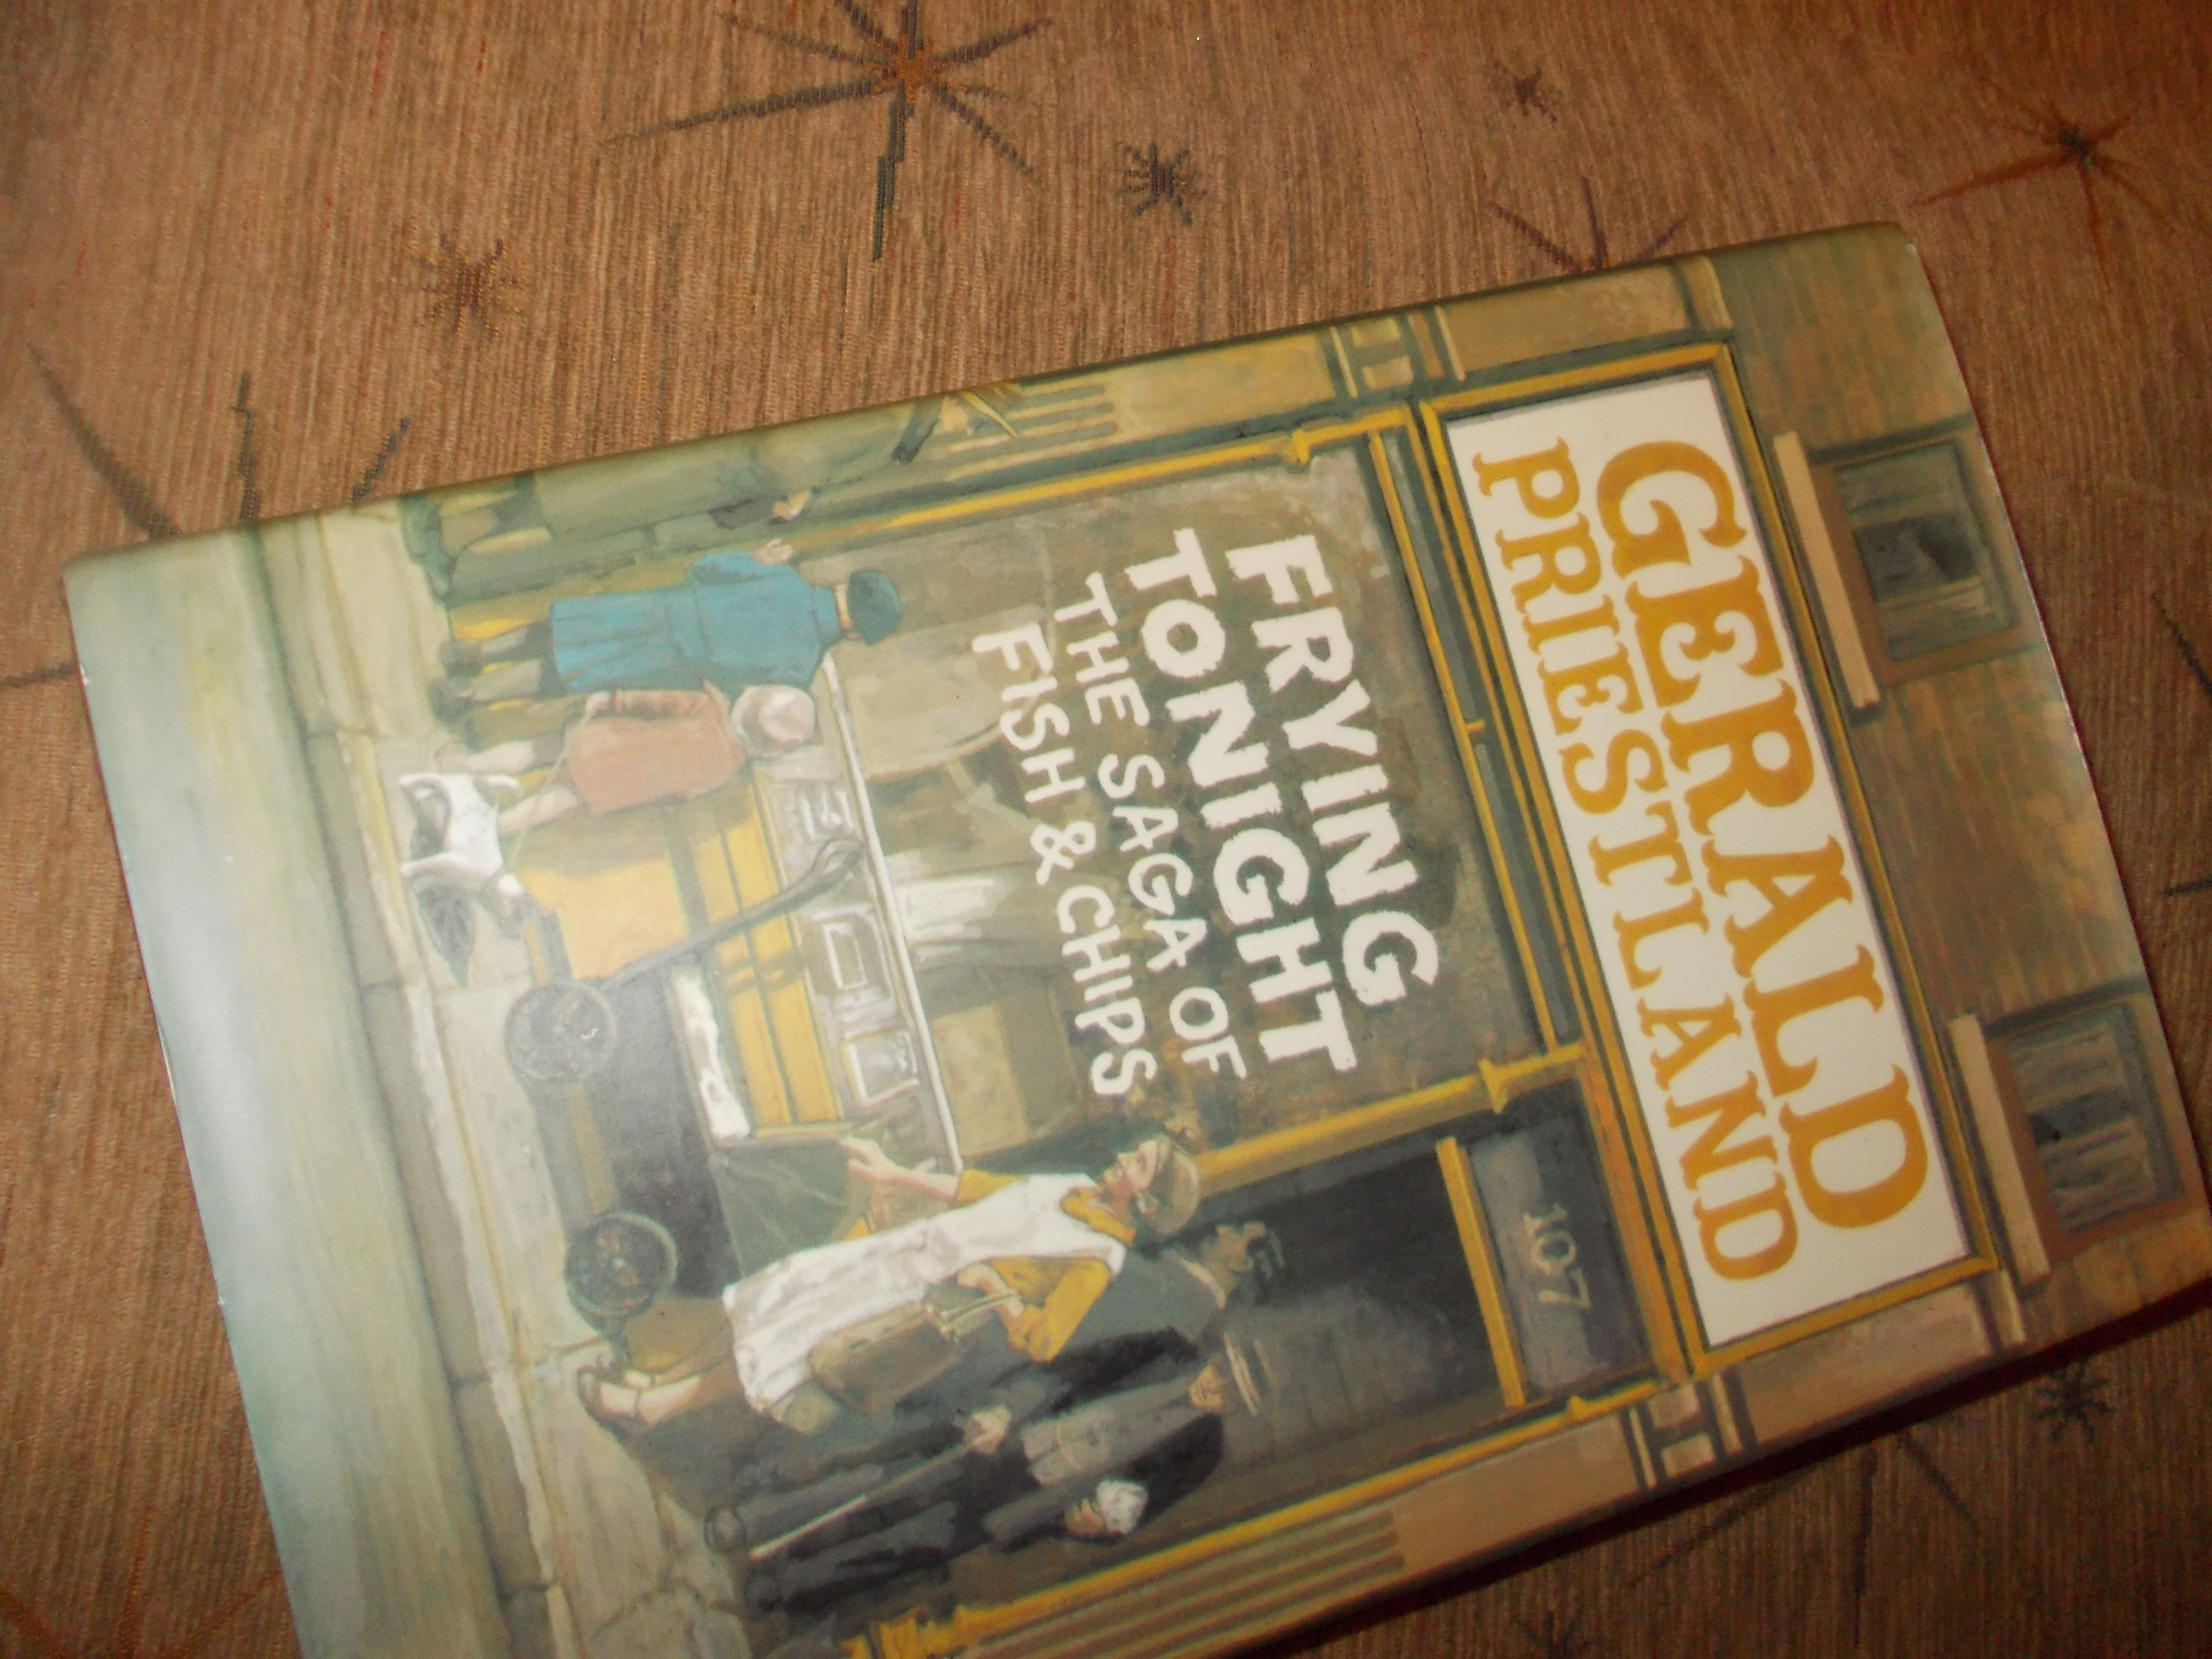 GERALD
PRIESTLAND
107
FRYING
TONIGHT
THE SAGA OF
FISH & CHIPS